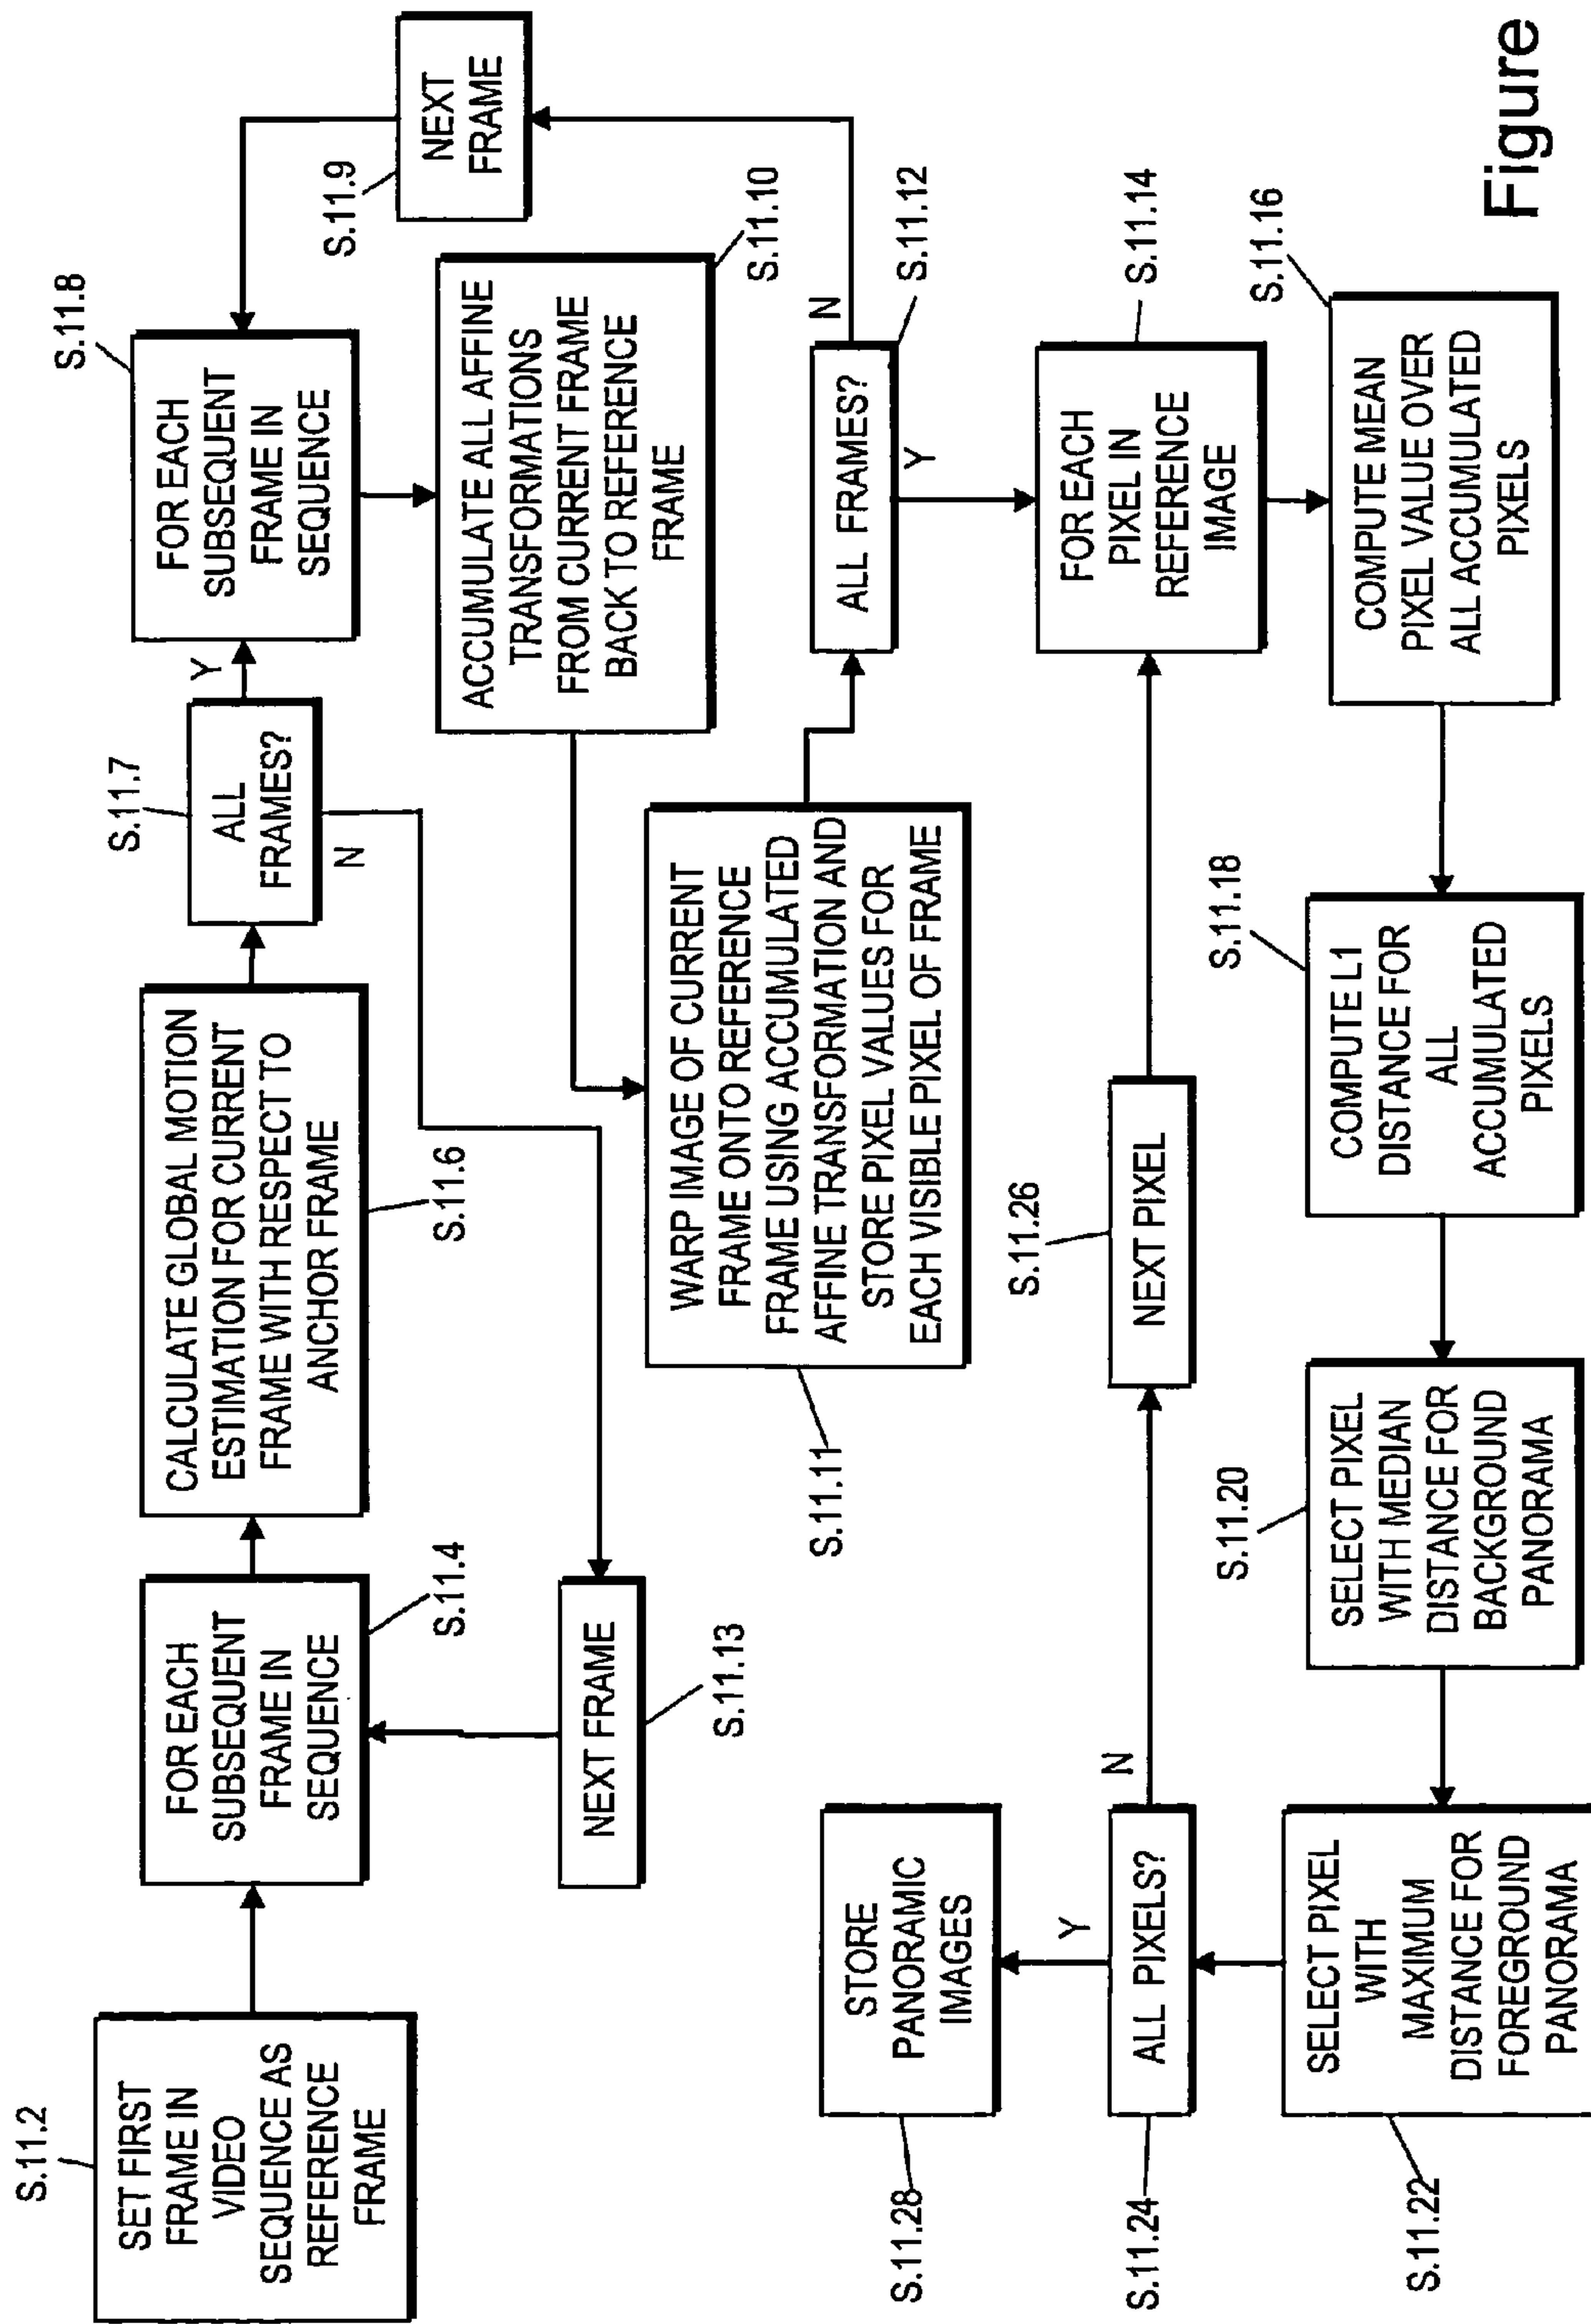 S.11.2
SET FIRST
FRAME IN
VIDEO
SEQUENCE AS
REFERENCE
FRAME
FOR EACH
SUBSEQUENT
FRAME IN
SEQUENCE
S.11.4
CALCULATE GLOBAL MOTION
ESTIMATION FOR CURRENT
FRAME WITH RESPECT TO
ANCHOR FRAME
S.11.6
S.11.7
ALL
FRAMES?
Y
N
NEXT FRAME
S.11.13
S.11.8
FOR EACH
SUBSEQUENT
FRAME IN
SEQUENCE
S.11.9
NEXT
FRAME
ACCUMULATE ALL AFFINE
TRANSFORMATIONS
FROM CURRENT FRAME
BACK TO REFERENCE
FRAME
S.11.10
WARP IMAGE OF CURRENT
FRAME ONTO REFERENCE
FRAME USING ACCUMULATED
AFFINE TRANSFORMATION AND
STORE PIXEL VALUES FOR
EACH VISIBLE PIXEL OF FRAME
S.11.11
ALL FRAMES?
N
S.11.12
Y
FOR EACH
PIXEL IN
REFERENCE
IMAGE
S.11.14
COMPUTE MEAN
PIXEL VALUE OVER
ALL ACCUMULATED
PIXELS
S.11.16
S.11.18
COMPUTE L1
DISTANCE FOR
ALL
ACCUMULATED
PIXELS
S.11.20
SELECT PIXEL
WITH MEDIAN
DISTANCE FOR
BACKGROUND
PANORAMA
SELECT PIXEL
WITH
MAXIMUM
DISTANCE FOR
FOREGROUND
PANORAMA
S.11.22
ALL PIXELS?
S.11.24
N
Y
S.11.26
NEXT PIXEL
STORE
PANORAMIC
IMAGES
S.11.28
Figure